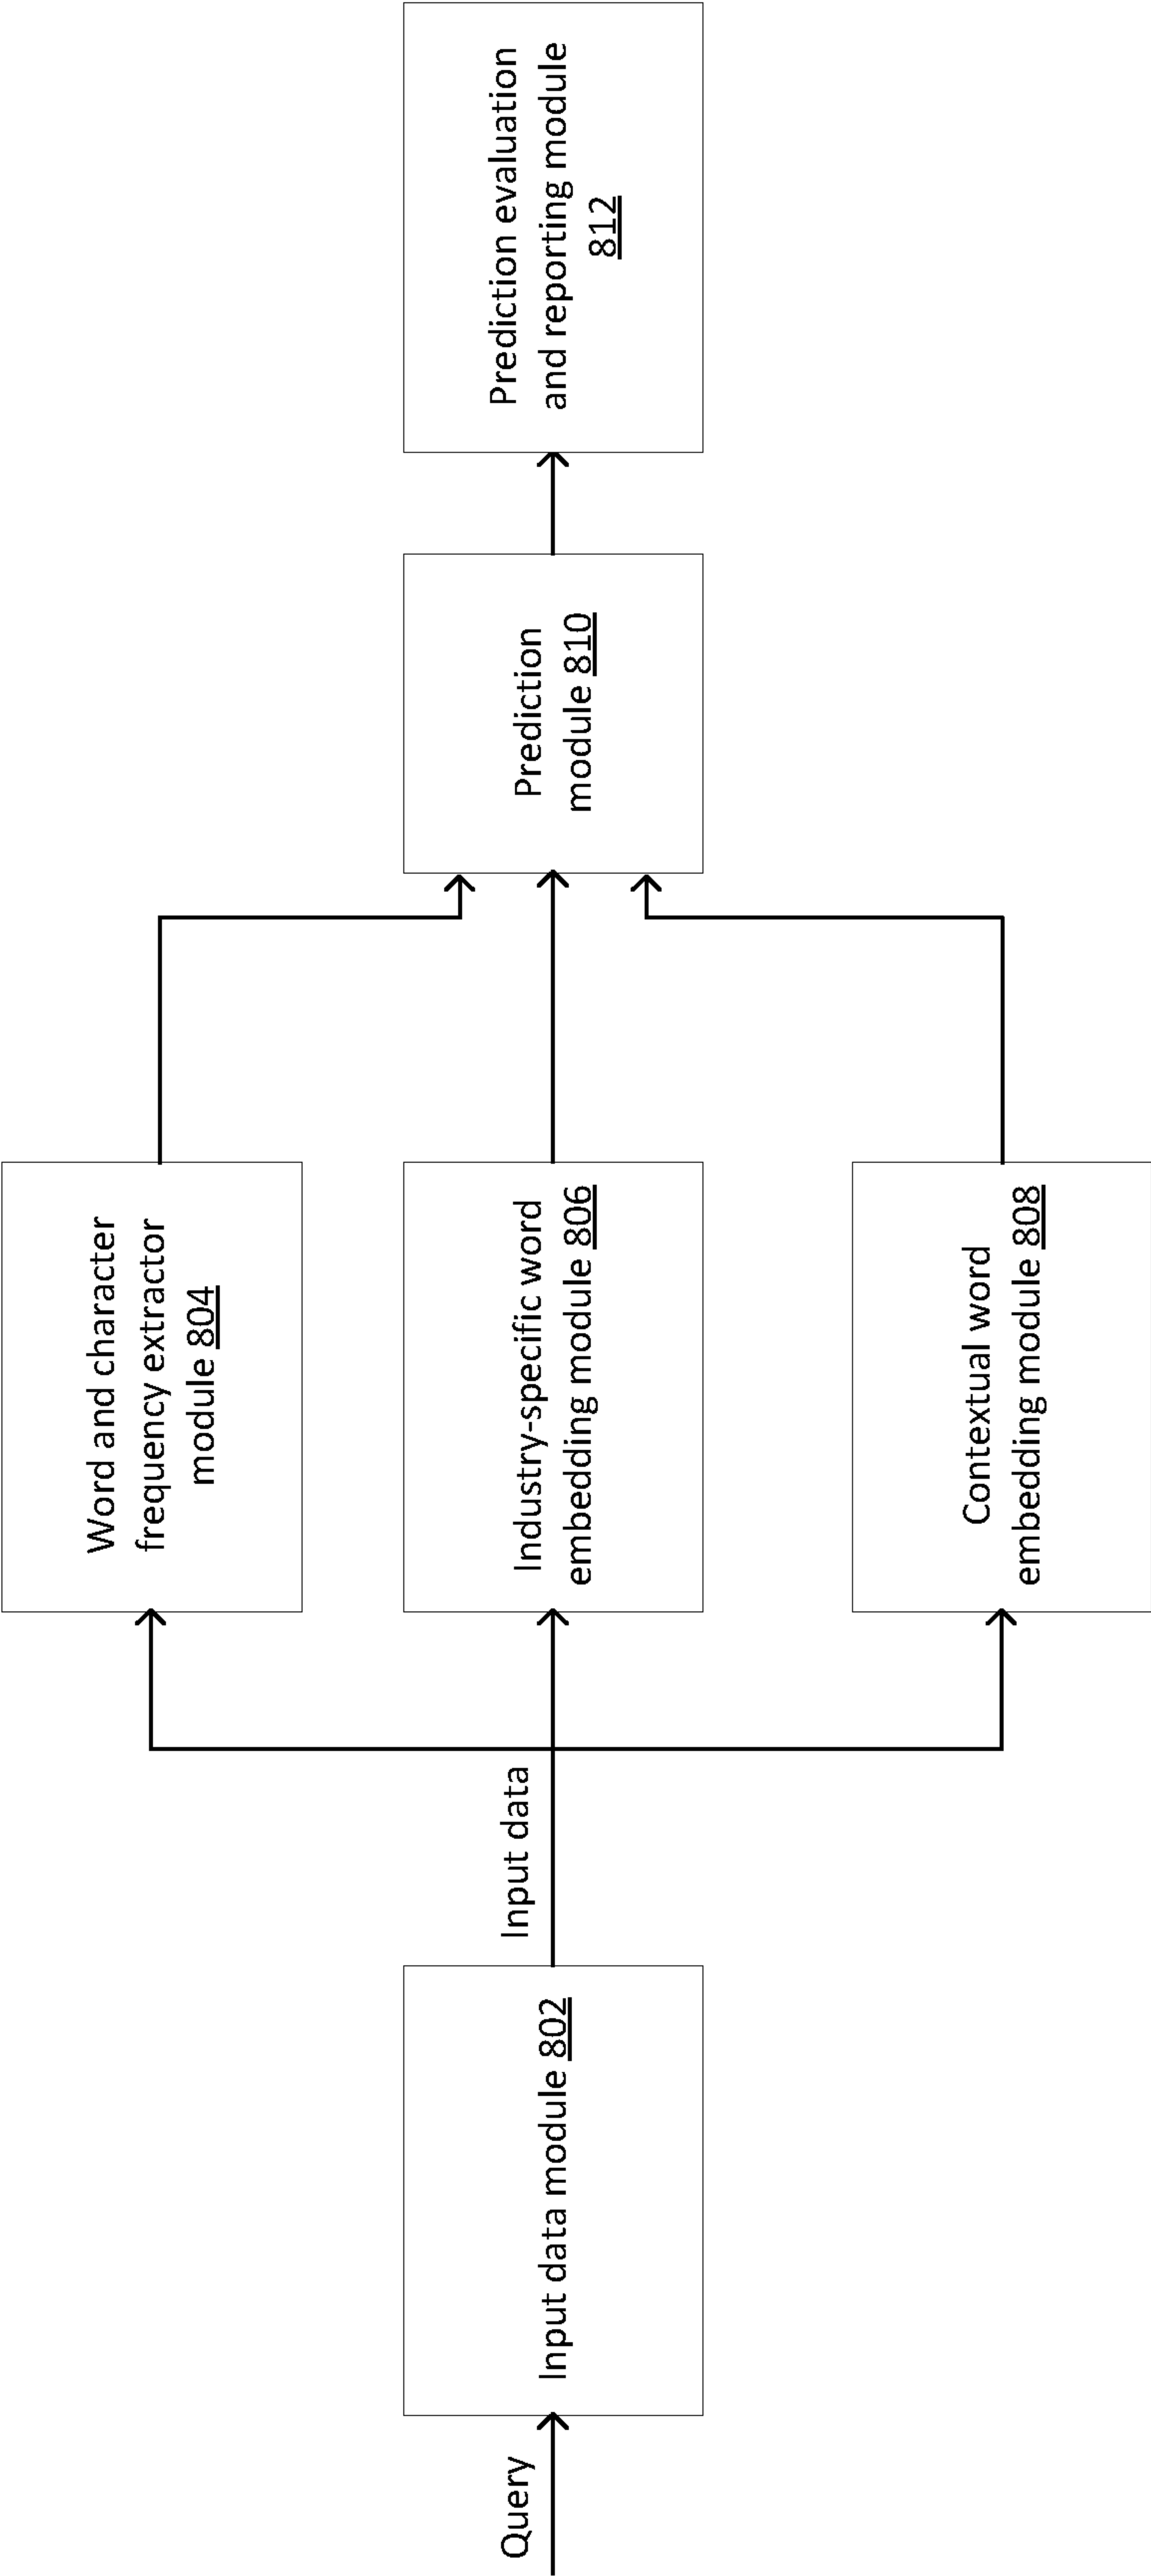 Query
Input data module 802
Input data
Word and character
frequency extractor
module 804
Industry-specific word
embedding module 806
Contextual word
embedding module 808
Prediction
module 810
Prediction evaluation
and reporting module
812